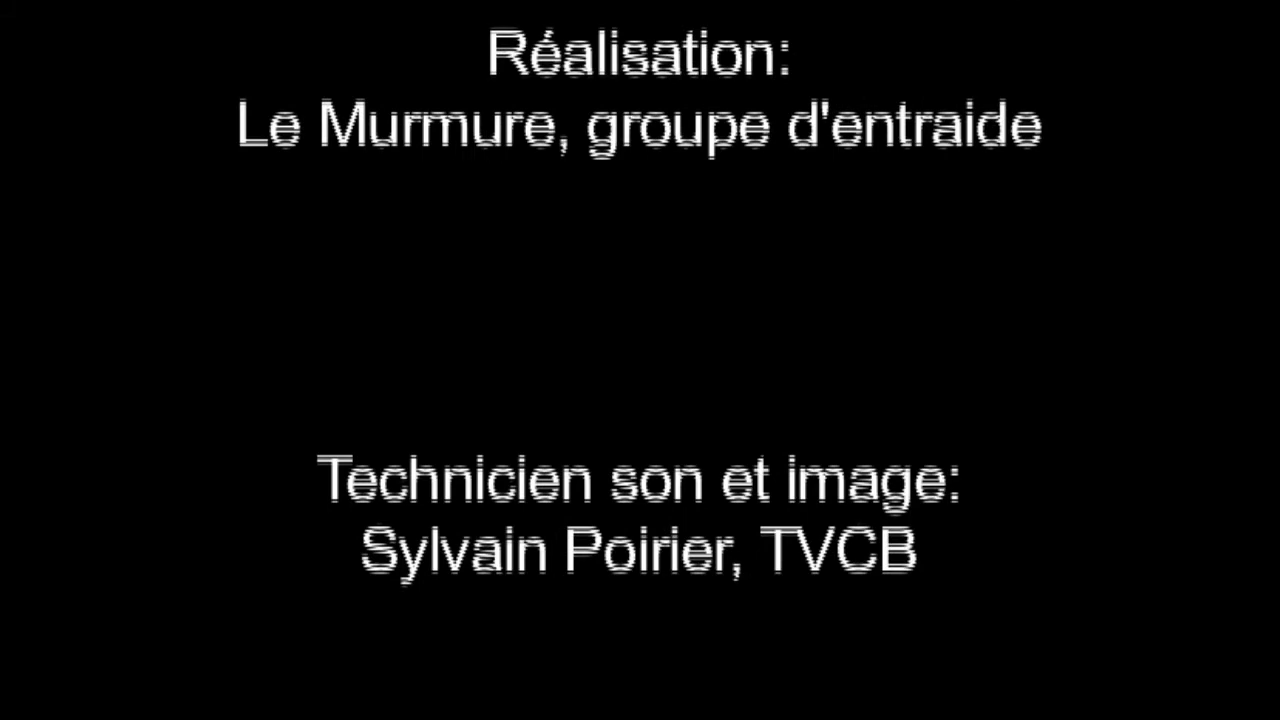 Réalisation:
Le Murmure, groupe d'entraide
Technicien son et image:
Sylvain Poirier, TVCB